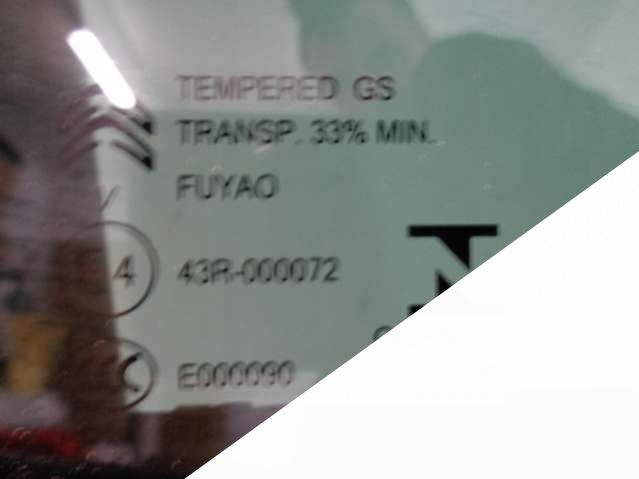 TEMPERED GS
TRANSP. 33% MIN.
FUYAO
4 43R-000072
E000090